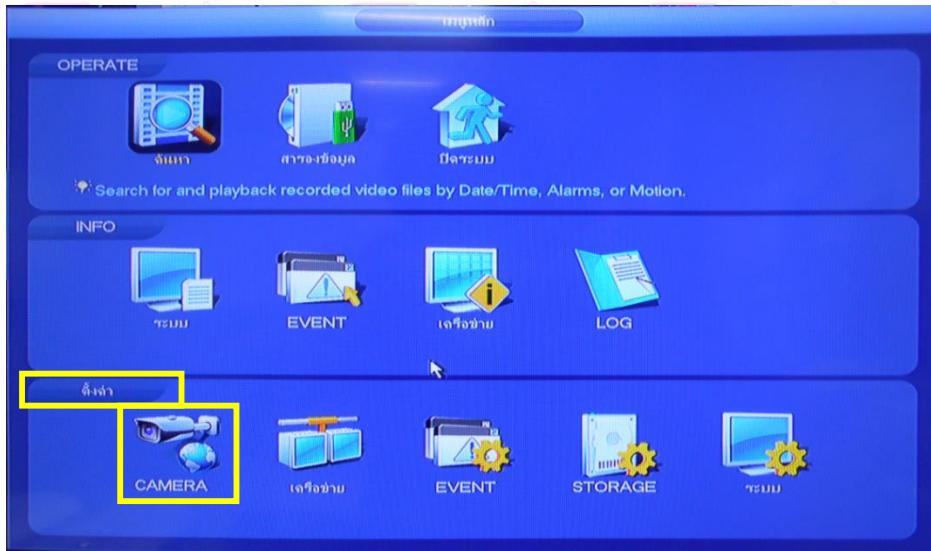 เมนูหลัก
OPERATE
ค้นหา
สำรองข้อมูล
ปิดระบบ
Search for and playback recorded video files by Date/Time, Alarms, or Motion.
INFO
ระบบ
EVENT
เครือข่าย
LOG
ตั้งค่า
CAMERA
เครือข่าย
EVENT
STORAGE
ระบบ